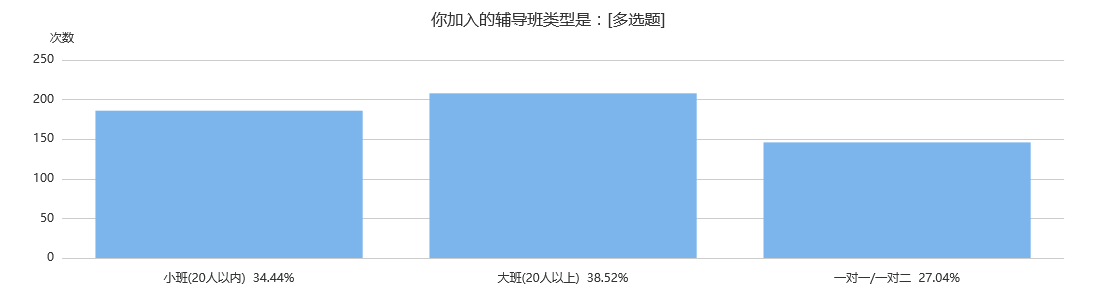 你加入的辅导班类型是：[多选题]
次数
250
200
150
100
50
0
小班(20人以内) 34.44%
大班(20人以上) 38.52%
一对一/一对二 27.04%